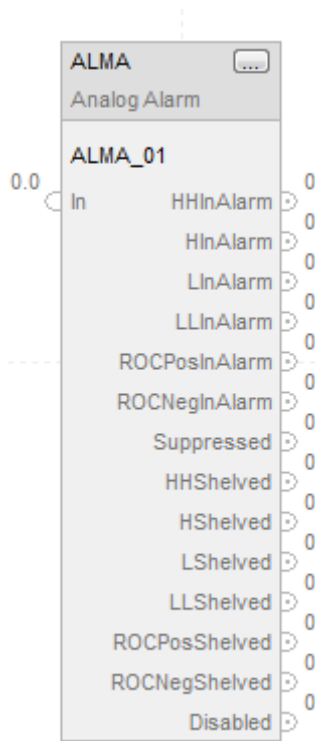 ALMA ...
Analog Alarm
ALMA_01
0.0 In HHInAlarm 0
HInAlarm 0
LInAlarm 0
LLInAlarm 0
ROCPosInAlarm 0
ROCNegInAlarm 0
Suppressed 0
HHShelved 0
HShelved 0
LShelved 0
LLShelved 0
ROCPosShelved 0
ROCNegShelved 0
Disabled 0